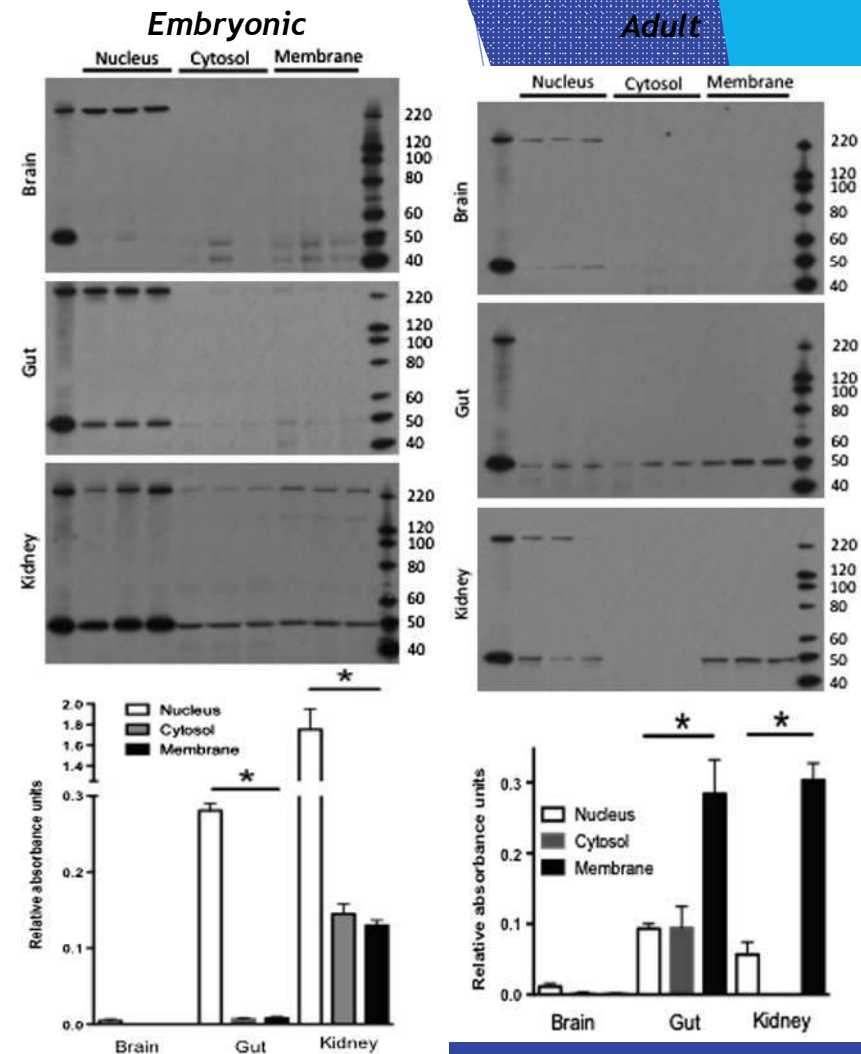 Embryonic
Nucleus Cytosol Membrane
Brain
220
120
100
80
60
50
40
Gut
220
120
100
80
60
50
40
Kidney
220
120
100
80
60
50
40
*
*
2.0
1.8
1.6
1.4
0.3
0.2
0.1
0.0
Relative absorbance units
Nucleus
Cytosol
Membrane
Brain Gut Kidney
Adult
Nucleus Cytosol Membrane
Brain
220
120
100
80
60
50
40
Gut
220
120
100
80
60
50
40
Kidney
220
120
100
80
60
50
40
* *
0.3
0.2
0.1
0.0
Relative absorbance units
Nucleus
Cytosol
Membrane
Brain Gut Kidney